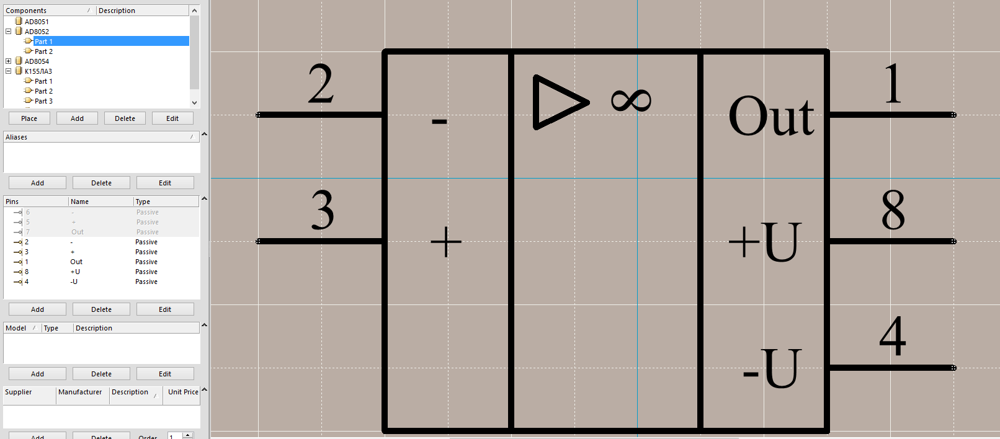 Components Description
AD8051
AD8052
Part 1
Part 2
AD8054
К155ЛА3
Part 1
Part 2
Part 3
Place Add Delete Edit
Aliases
Add Delete Edit
Pins Name Type
6 - Passive
5 + Passive
7 Out Passive
2 - Passive
3 + Passive
1 Out Passive
8 +U Passive
4 -U Passive
Add Delete Edit
Model Type Description
Add Delete Edit
Supplier Manufacturer Description Unit Price
Add Delete Order 1
2 1
- ∞ Out
3 8
+ +U
4
-U